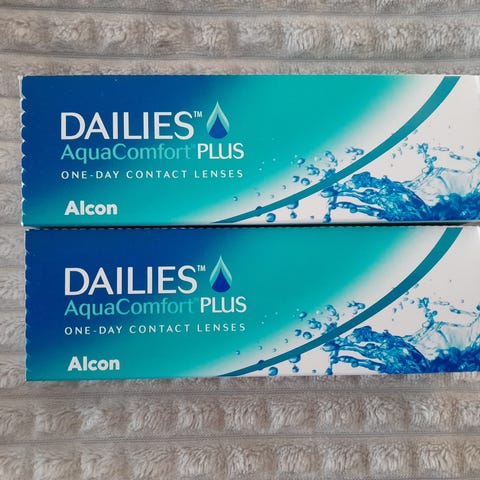 DAILIES™
AquaComfort® PLUS
ONE-DAY CONTACT LENSES
Alcon
DAILIES™
AquaComfort® PLUS
ONE-DAY CONTACT LENSES
Alcon